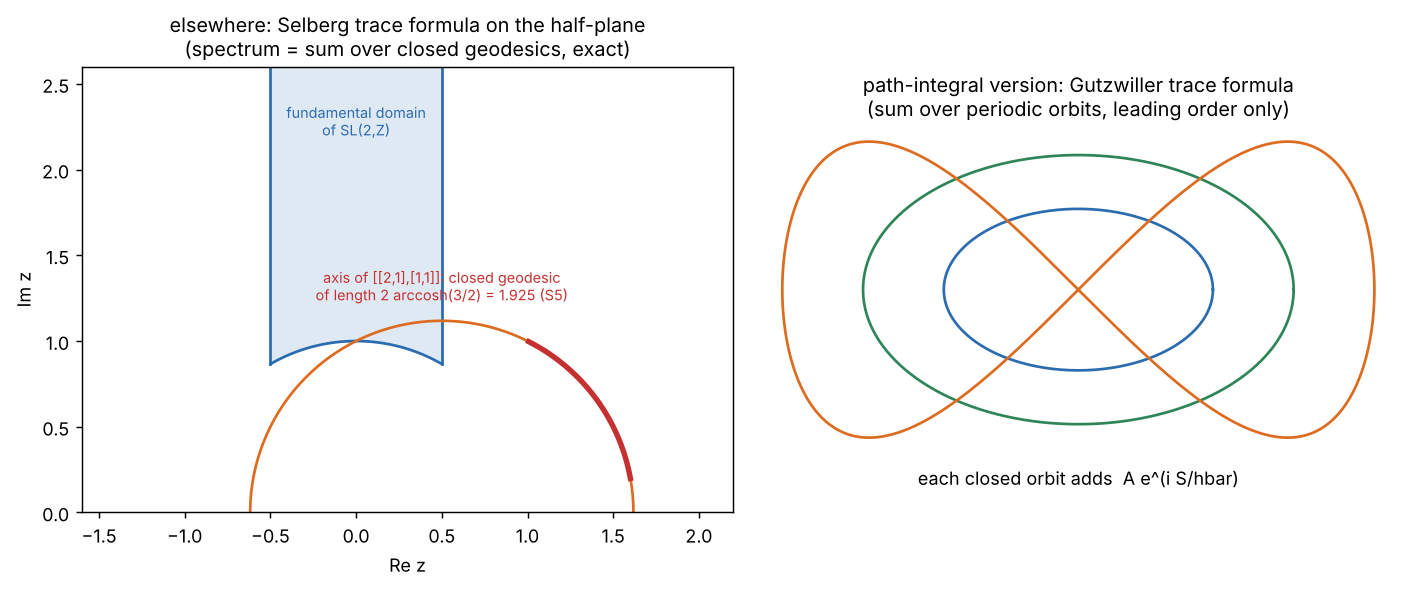 elsewhere: Selberg trace formula on the half-plane
(spectrum = sum over closed geodesics, exact)
2.5
2.0
1.5
1.0
0.5
0.0
Im z
fundamental domain
of SL(2,Z)
axis of [[2,1],[1,1]]: closed geodesic
of length 2 arccosh(3/2) = 1.925 (S5)
−1.5
−1.0
−0.5
0.0
0.5
1.0
1.5
2.0
Re z
path-integral version: Gutzwiller trace formula
(sum over periodic orbits, leading order only)
each closed orbit adds  A e^(i S/hbar)